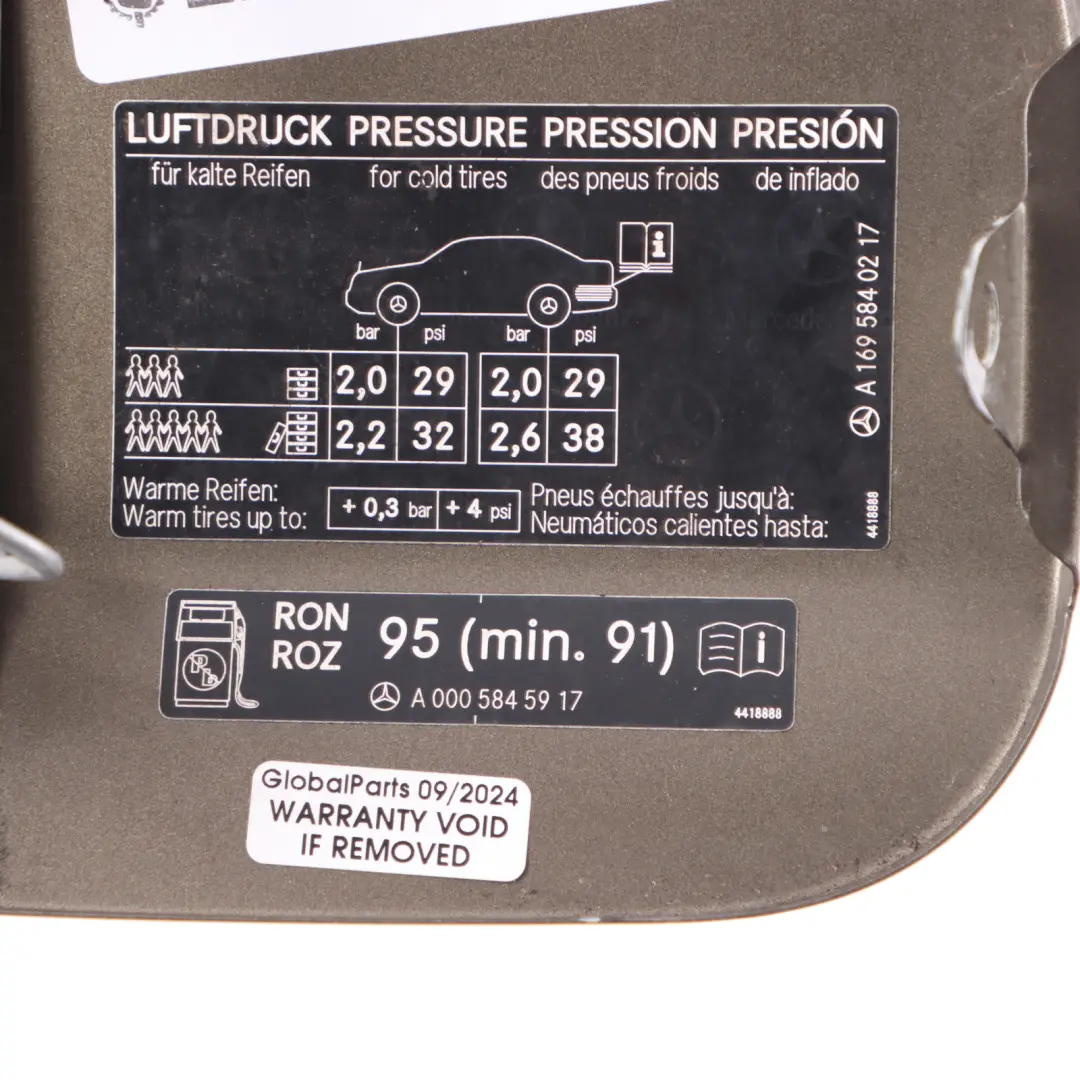 LUFTDRUCK PRESSURE PRESSION PRESIÓN
für kalte Reifen for cold tires des pneus froids de inflado
i
bar psi bar psi
2,0 29 2,0 29
2,2 32 2,6 38
Warme Reifen:
Warm tires up to:
+ 0,3 bar + 4 psi
Pneus échauffes jusqu'à:
Neumáticos calientes hasta:
A 169 584 02 17
4418888
RON
ROZ
95 (min. 91)
i
Pb
A 000 584 59 17
4418888
GlobalParts 09/2024
WARRANTY VOID
IF REMOVED